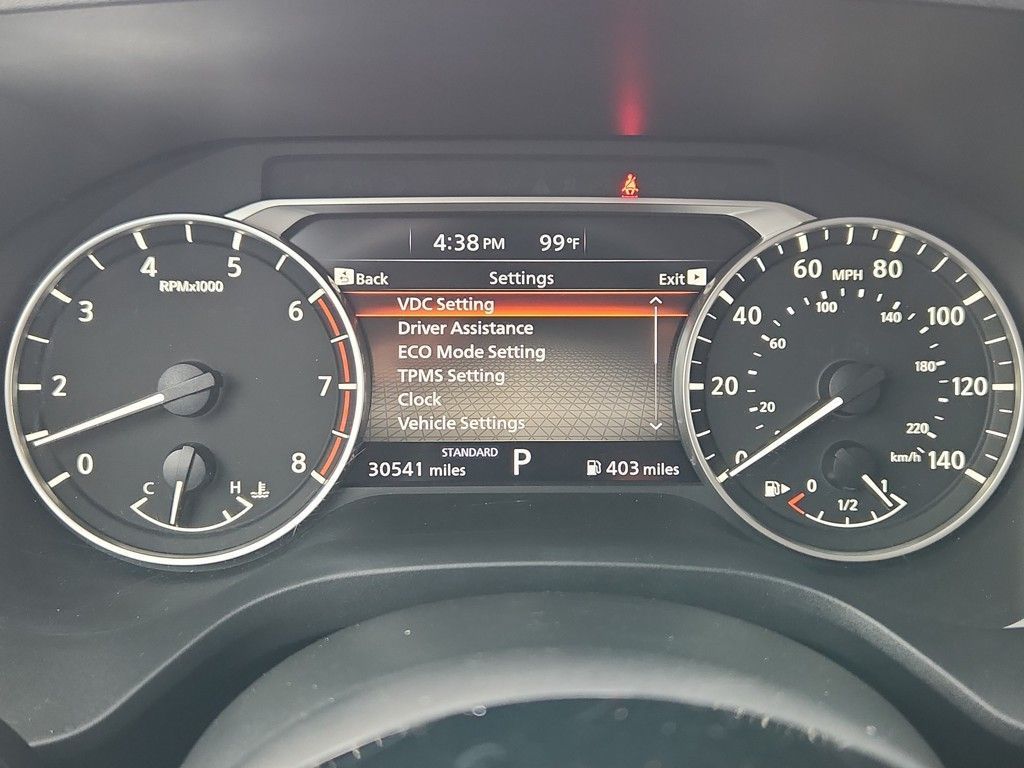 4:38 PM 99°F
Back Settings Exit
VDC Setting
Driver Assistance
ECO Mode Setting
TPMS Setting
Clock
Vehicle Settings
STANDARD
30541 miles P 403 miles
0 2 3 4 5 6 7 8
RPMx1000
C H
0 20 40 60 80 100 120 140
MPH
20 60 100 140 180 220
km/h
0 1/2 1